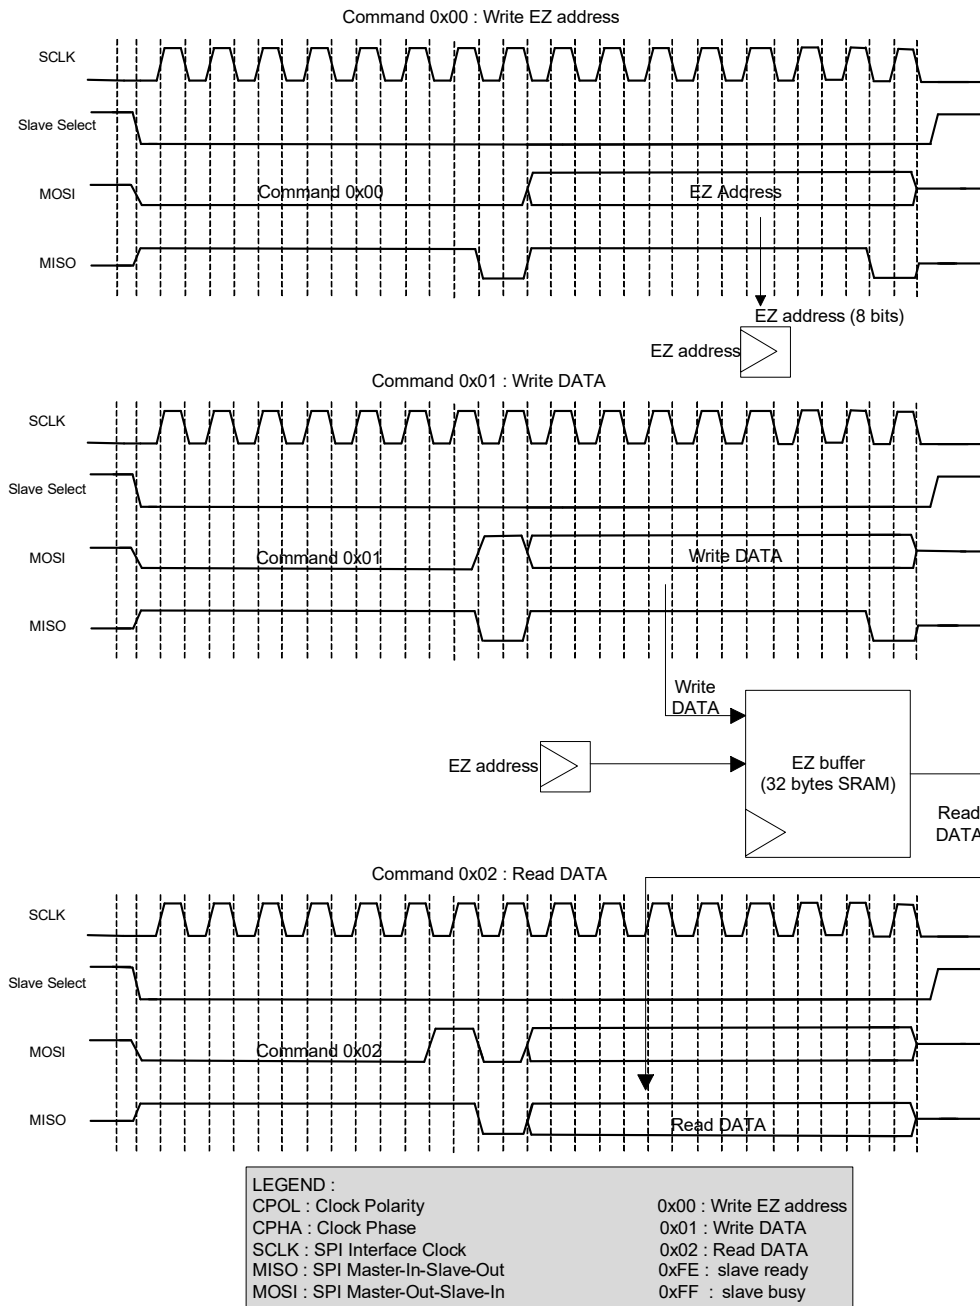 Command 0x00 : Write EZ address
SCLK
Slave Select
MOSI
Command 0x00
EZ Address
MISO
EZ address (8 bits)
EZ address
Command 0x01 : Write DATA
SCLK
Slave Select
MOSI
Command 0x01
Write DATA
MISO
Write
DATA
EZ address
EZ buffer
(32 bytes SRAM)
Read
DATA
Command 0x02 : Read DATA
SCLK
Slave Select
MOSI
Command 0x02
MISO
Read DATA
LEGEND :
CPOL : Clock Polarity
0x00 : Write EZ address
CPHA : Clock Phase
0x01 : Write DATA
SCLK : SPI Interface Clock
0x02 : Read DATA
MISO : SPI Master-In-Slave-Out
0xFE : slave ready
MOSI : SPI Master-Out-Slave-In
0xFF : slave busy